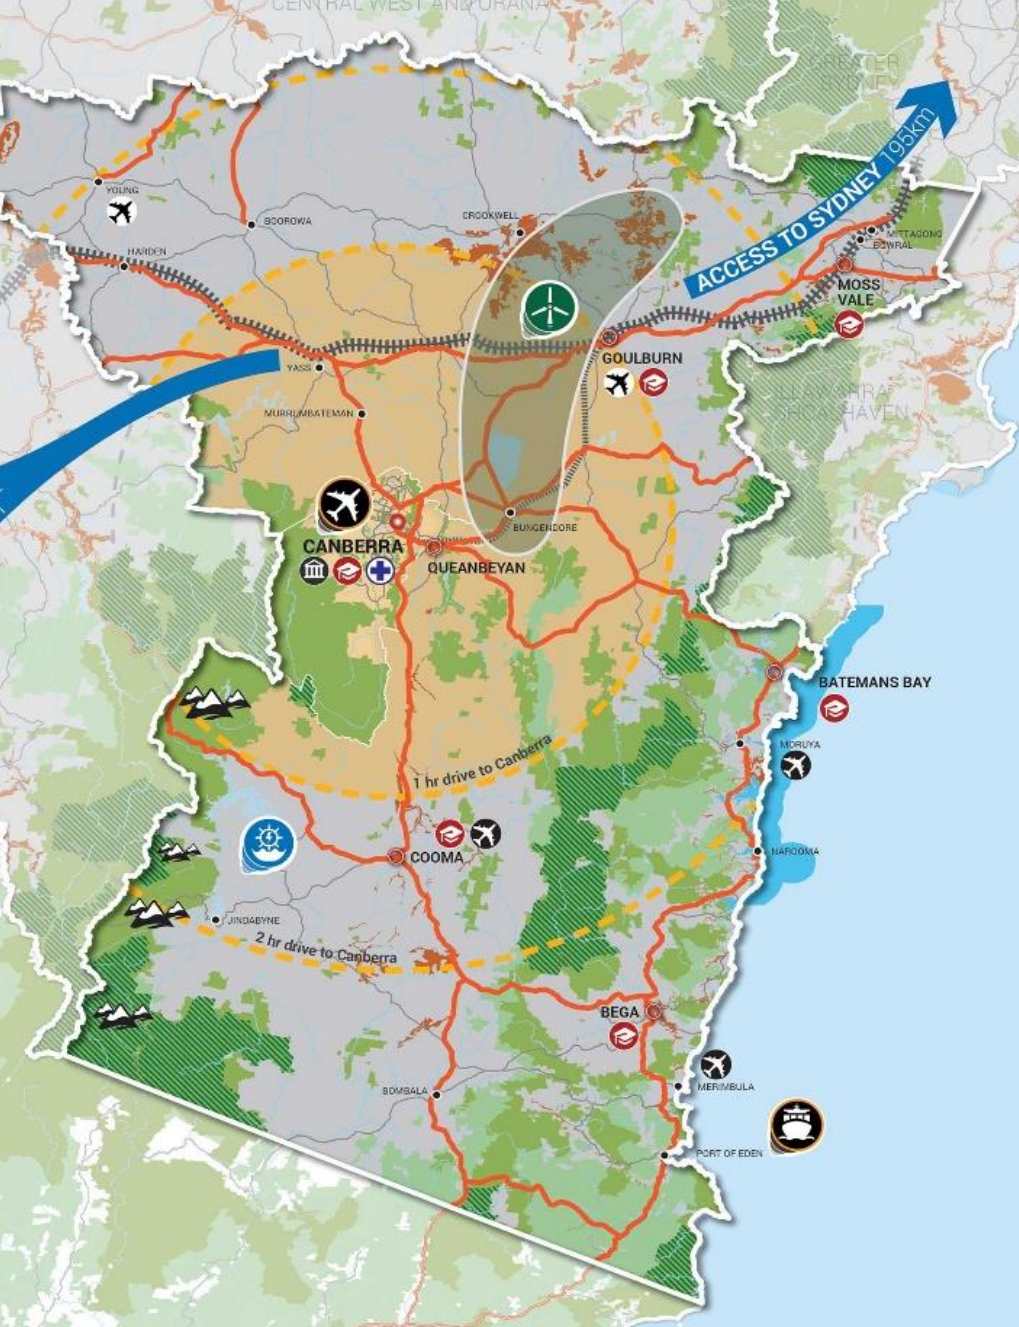 CENTRAL WEST AND ORANA
GREATER
SYDNEY
ACCESS TO SYDNEY 195km
YOUNG
BOOROWA
CROOKWELL
MITTAGONG
BOWRAL
HARDEN
MOSS
VALE
YASS
GOULBURN
MURRUMBATEMAN
ILLAWARRA
SHOALHAVEN
BUNGENDORE
CANBERRA
QUEANBEYAN
BATEMANS BAY
MORUYA
1 hr drive to Canberra
COOMA
NAROOMA
JINDABYNE
2 hr drive to Canberra
BEGA
BOMBALA
MERIMBULA
PORT OF EDEN